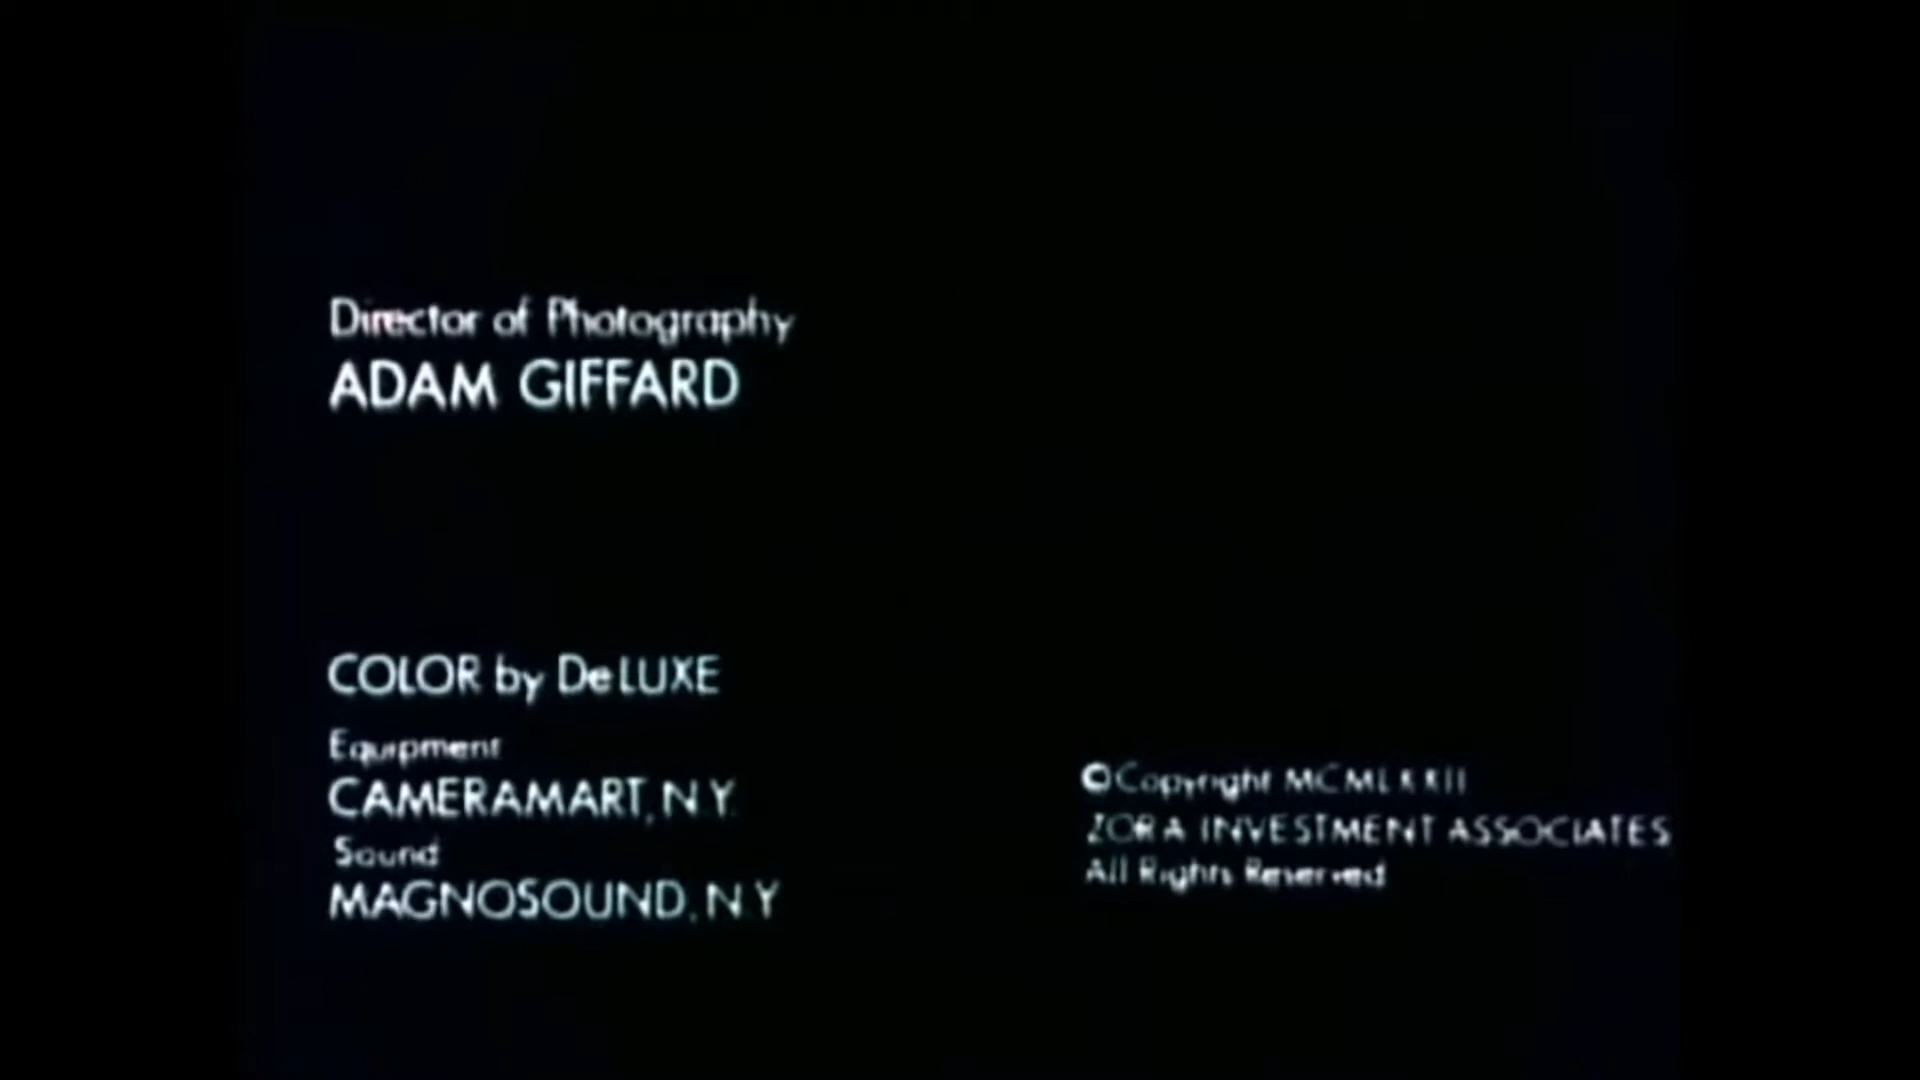 Director of Photography
ADAM GIFFARD
COLOR by DeLUXE
Equipment
CAMERAMART, N.Y.
Sound
MAGNOSOUND, N.Y
©Copyright MCMLXXII
ZORA INVESTMENT ASSOCIATES
All Rights Reserved